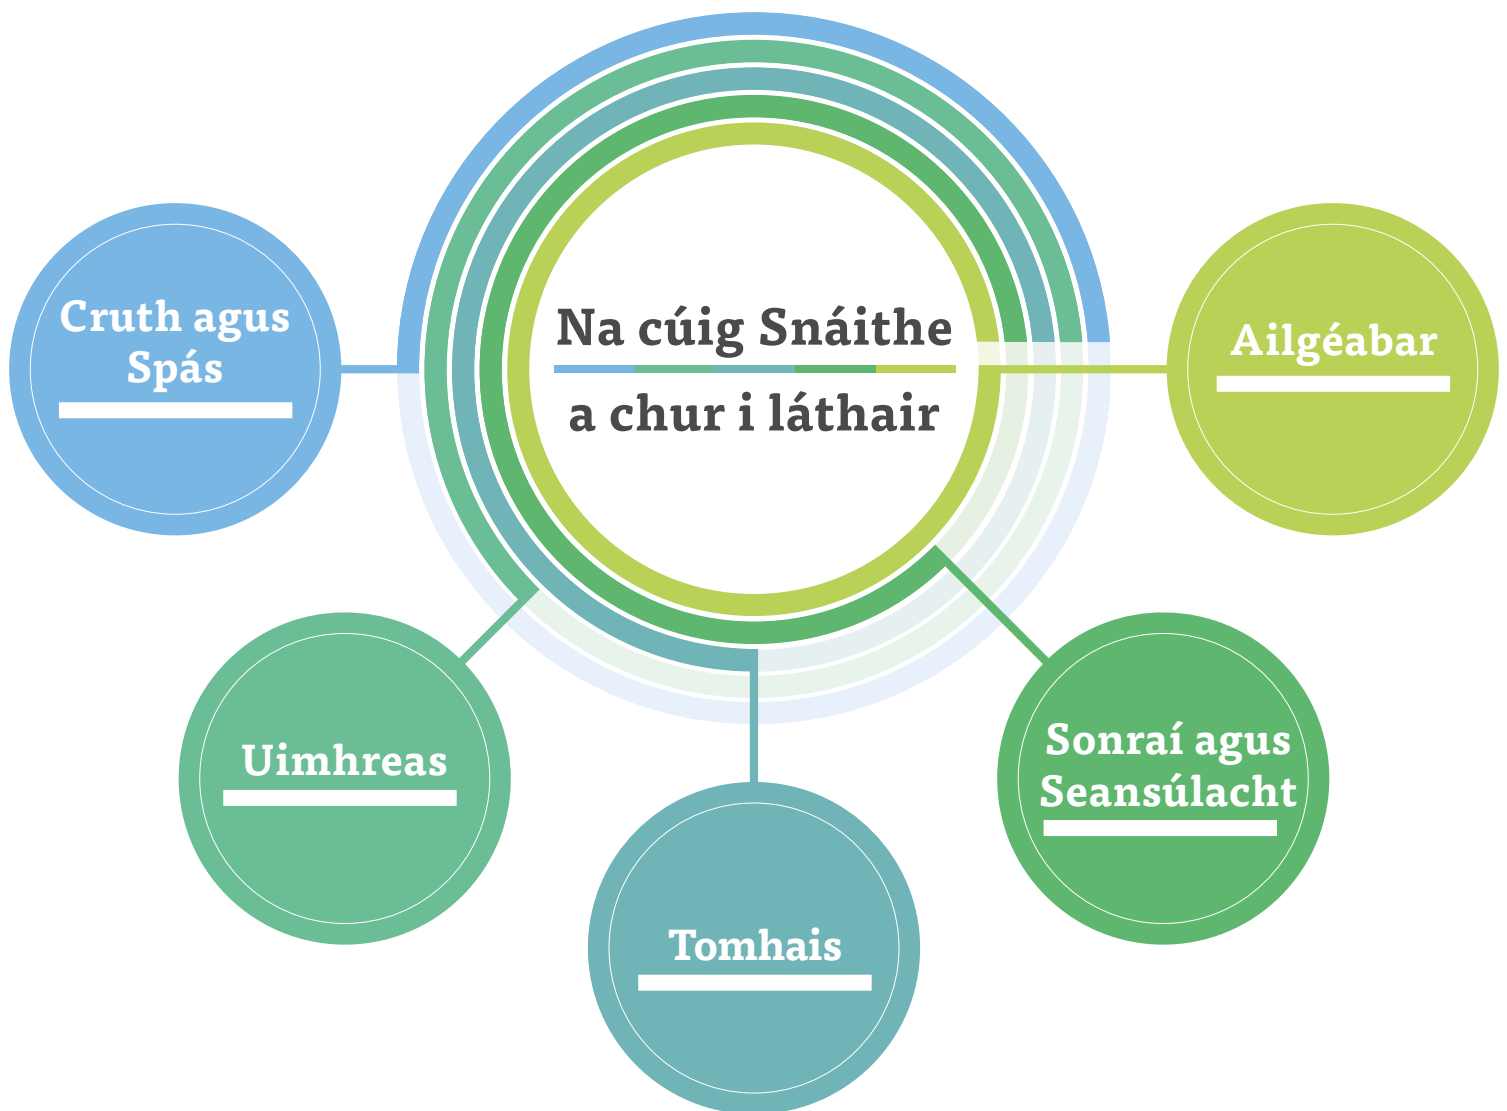 Na cúig Snáithe
a chur i láthair
Cruth agus
Spás
Uimhreas
Tomhais
Sonraí agus
Seansúlacht
Ailgéabar